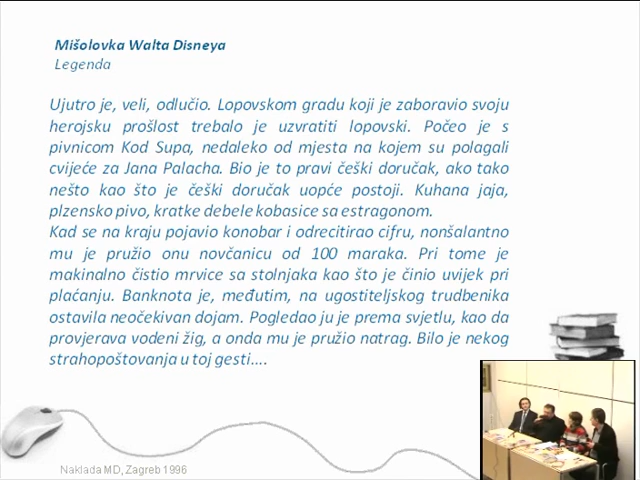 Mišolovka Walta Disneya
Legenda
Ujutro je, veli, odlučio. Lopovskom gradu koji je zaboravio svoju
herojsku prošlost trebalo je uzvratiti lopovski. Počeo je s
pivnicom Kod Supa, nedaleko od mjesta na kojem su polagali
cvijeće za Jana Palacha. Bio je to pravi češki doručak, ako tako
nešto kao što je češki doručak uopće postoji. Kuhana jaja,
plzensko pivo, kratke debele kobasice sa estragonom.
Kad se na kraju pojavio konobar i odrecitirao cifru, nonšalantno
mu je pružio onu novčanicu od 100 maraka. Pri tome je
makinalno čistio mrvice sa stolnjaka kao što je činio uvijek pri
plaćanju. Banknota je, međutim, na ugostiteljskog trudbenika
ostavila neočekivan dojam. Pogledao ju je prema svjetlu, kao da
provjerava vodeni žig, a onda mu je pružio natrag. Bilo je nekog
strahopoštovanja u toj gesti....
Naklada MD, Zagreb 1996